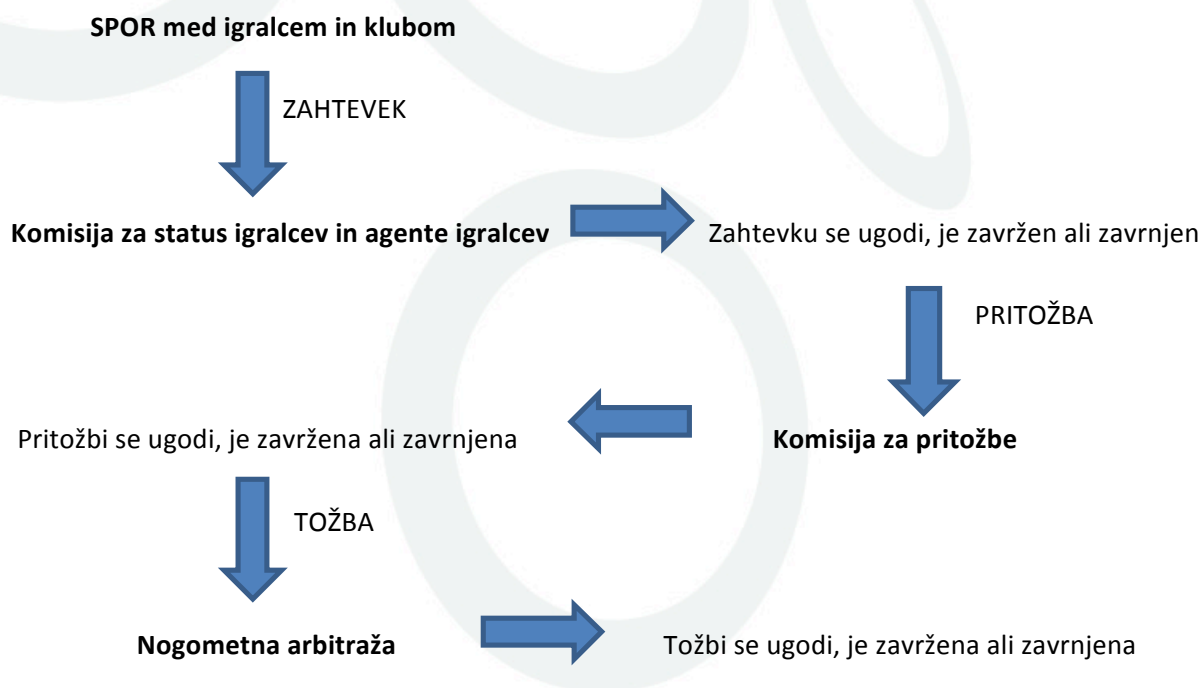 SPOR med igralcem in klubom
ZAHTEVEK
Komisija za status igralcev in agente igralcev
Zahtevku se ugodi, je zavržen ali zavrnjen
PRITOŽBA
Komisija za pritožbe
Pritožbi se ugodi, je zavržena ali zavrnjena
TOŽBA
Nogometna arbitraža
Tožbi se ugodi, je zavržena ali zavrnjena